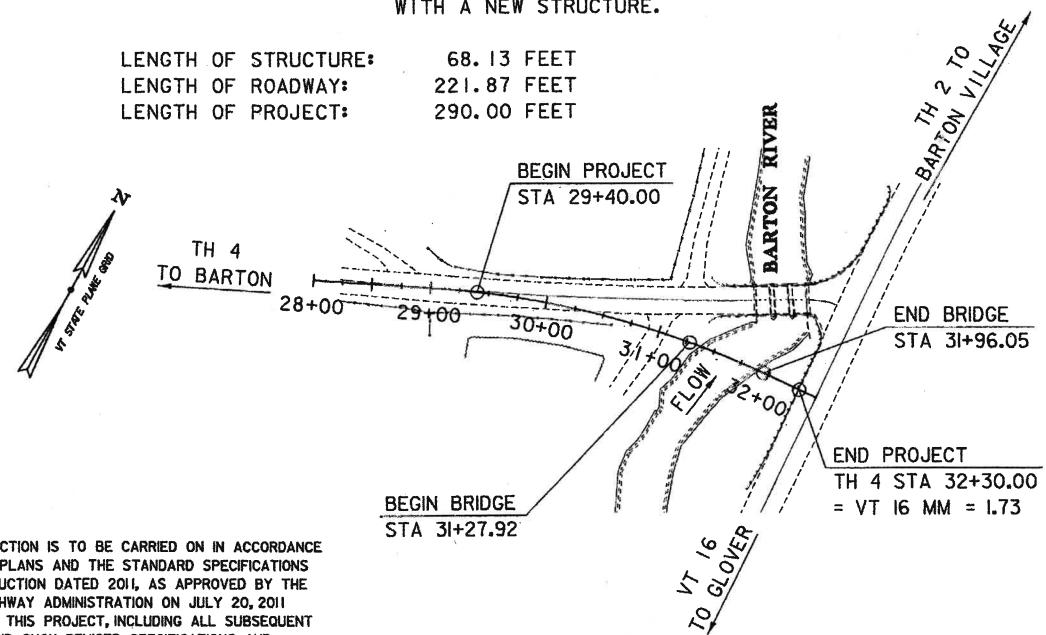 WITH A NEW STRUCTURE.
LENGTH OF STRUCTURE: 68.13 FEET
LENGTH OF ROADWAY: 221.87 FEET
LENGTH OF PROJECT: 290.00 FEET
TH 2 TO
BARTON VILLAGE
BARTON RIVER
BEGIN PROJECT
STA 29+40.00
N
VT STATE PLANE GRID
TH 4
TO BARTON
28+00
29+00
30+00
31+00
32+00
FLOW
END BRIDGE
STA 31+96.05
END PROJECT
TH 4 STA 32+30.00
= VT 16 MM = 1.73
BEGIN BRIDGE
STA 31+27.92
VT 16
TO GLOVER
CTION IS TO BE CARRIED ON IN ACCORDANCE
PLANS AND THE STANDARD SPECIFICATIONS
UCTION DATED 2011, AS APPROVED BY THE
HWAY ADMINISTRATION ON JULY 20, 2011
THIS PROJECT, INCLUDING ALL SUBSEQUENT